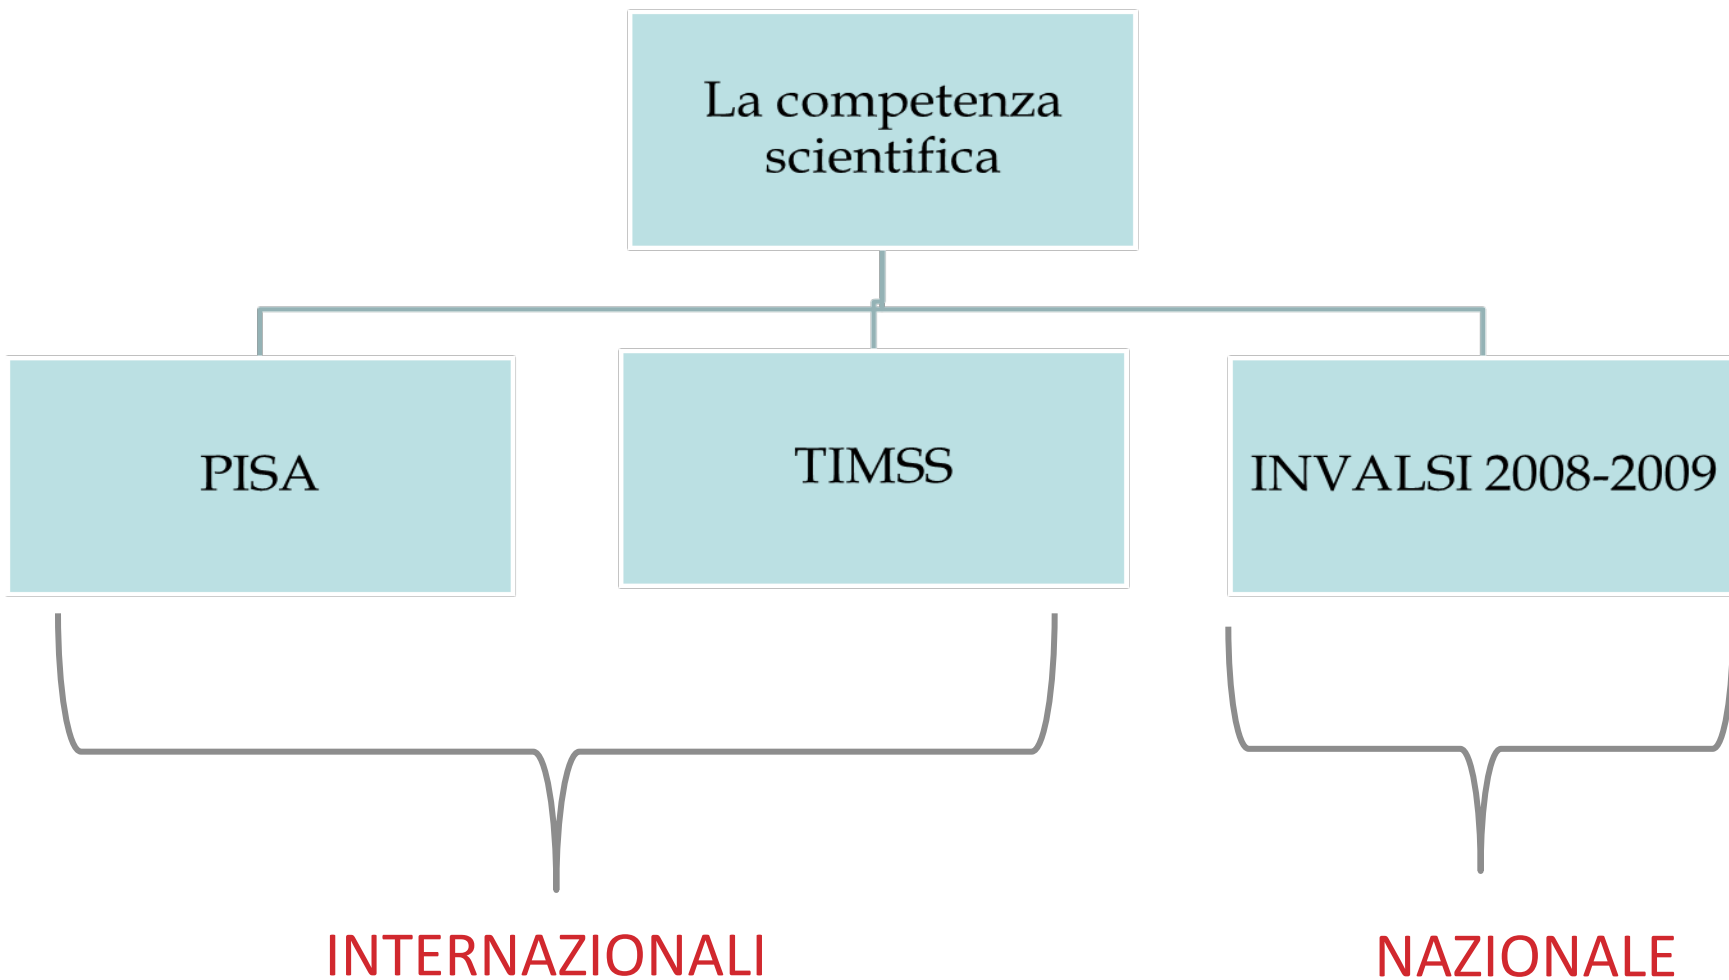 La competenza
scientifica
PISA
TIMSS
INVALSI 2008-2009
INTERNAZIONALI
NAZIONALE